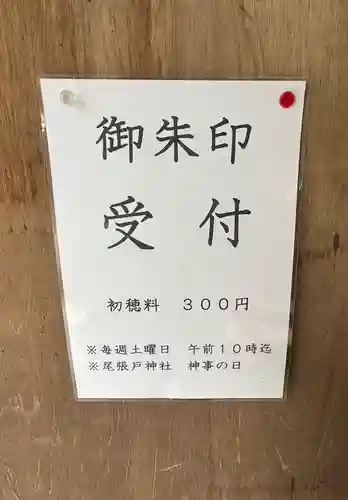 御朱印
受　付
初穂料　３００円
※毎週土曜日　午前１０時迄
※尾張戸神社　神事の日